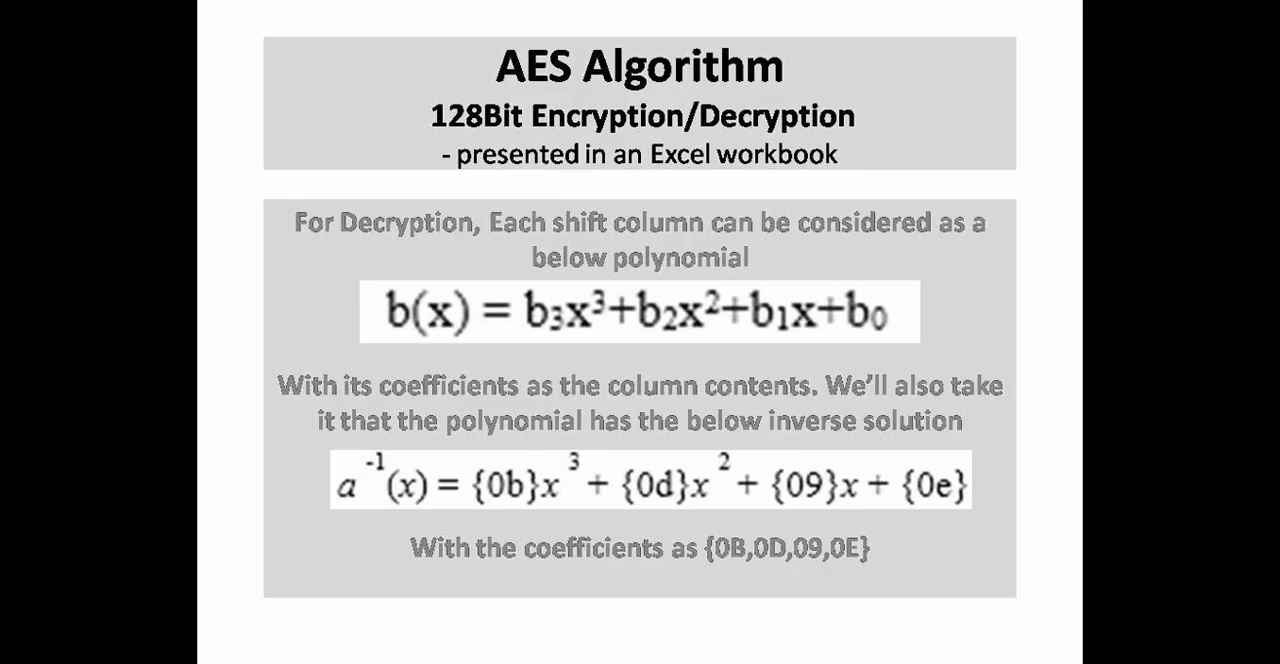 AES Algorithm
128Bit Encryption/Decryption
- presented in an Excel workbook
For Decryption, Each shift column can be considered as a
below polynomial
b(x) = b₃x³+b₂x²+b₁x+b₀
With its coefficients as the column contents. We’ll also take
it that the polynomial has the below inverse solution
a⁻¹(x) = {0b}x³ + {0d}x² + {09}x + {0e}
With the coefficients as {0B,0D,09,0E}